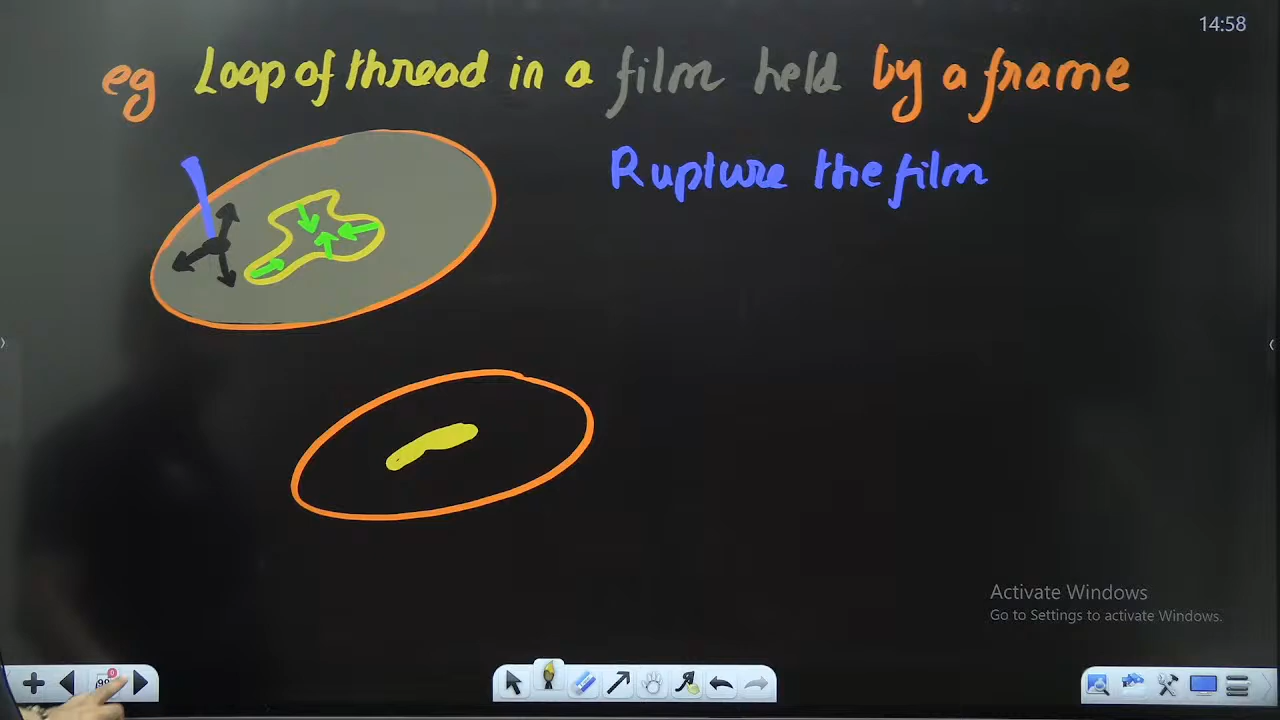 14:58
eg Loop of thread in a film held by a frame
Rupture the film
Activate Windows
Go to Settings to activate Windows.